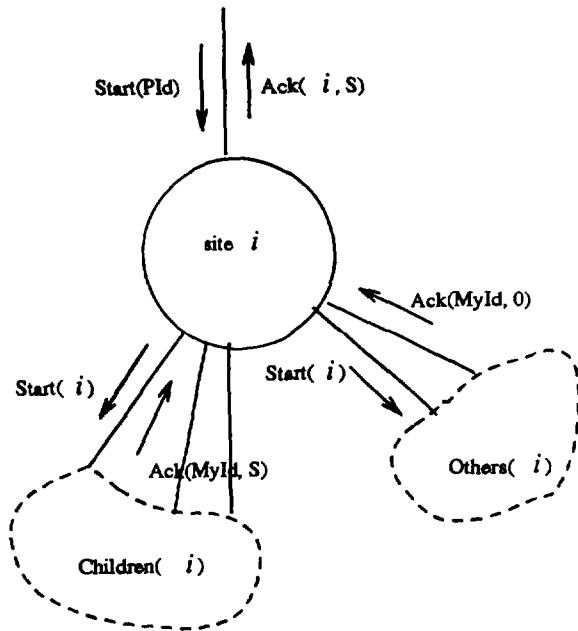 Start(PId)
Ack( i, S)
site i
Ack(MyId, 0)
Start( i)
Start( i)
Ack(MyId, S)
Others( i)
Children( i)